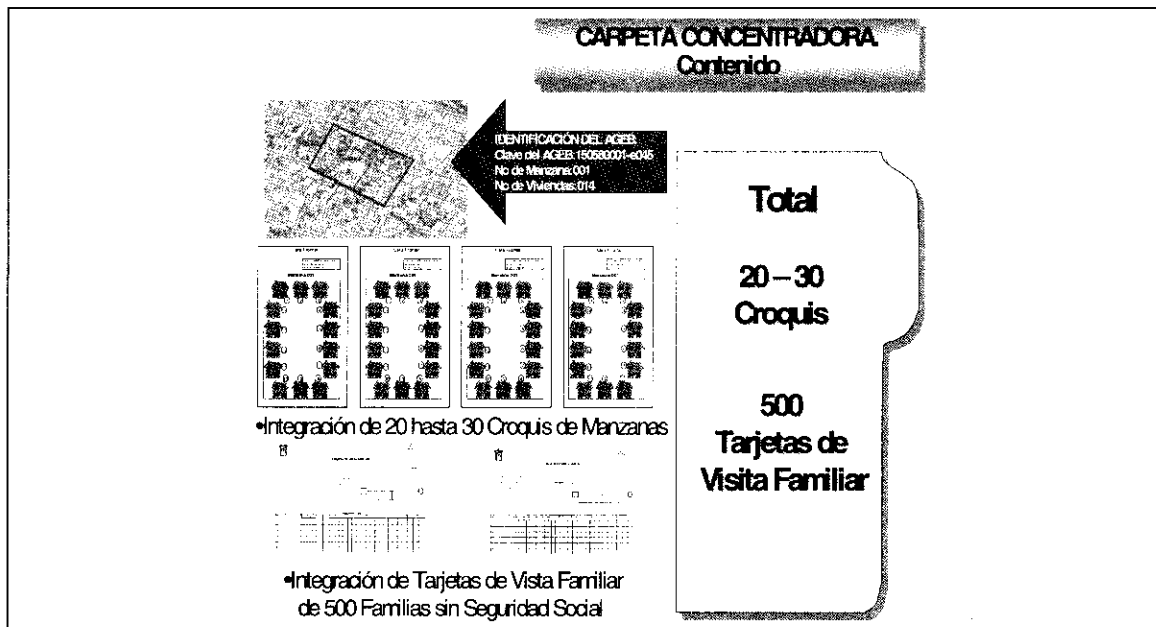 CARPETA CONCENTRADORA.
Contenido
IDENTIFICACIÓN DEL AGEB:
Clave del AGEB:150580001-e045
No de Manzana:001
No de Viviendas:014
•Integración de 20 hasta 30 Croquis de Manzanas
•Integración de Tarjetas de Vista Familiar
de 500 Familias sin Seguridad Social
Total
20 – 30
Croquis
500
Tarjetas de
Visita Familiar